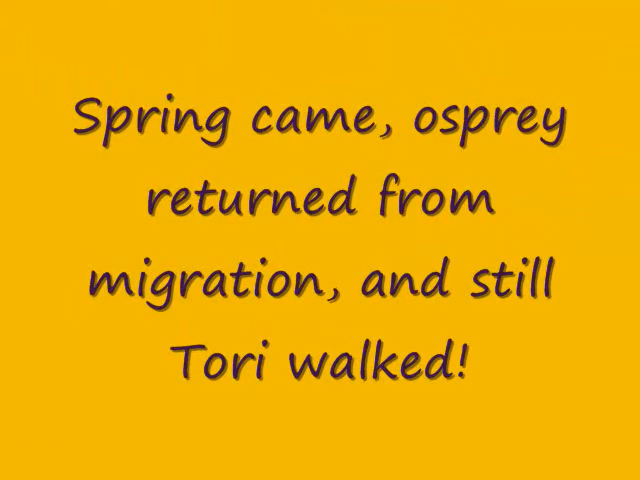 Spring came, osprey
returned from
migration, and still
Tori walked!